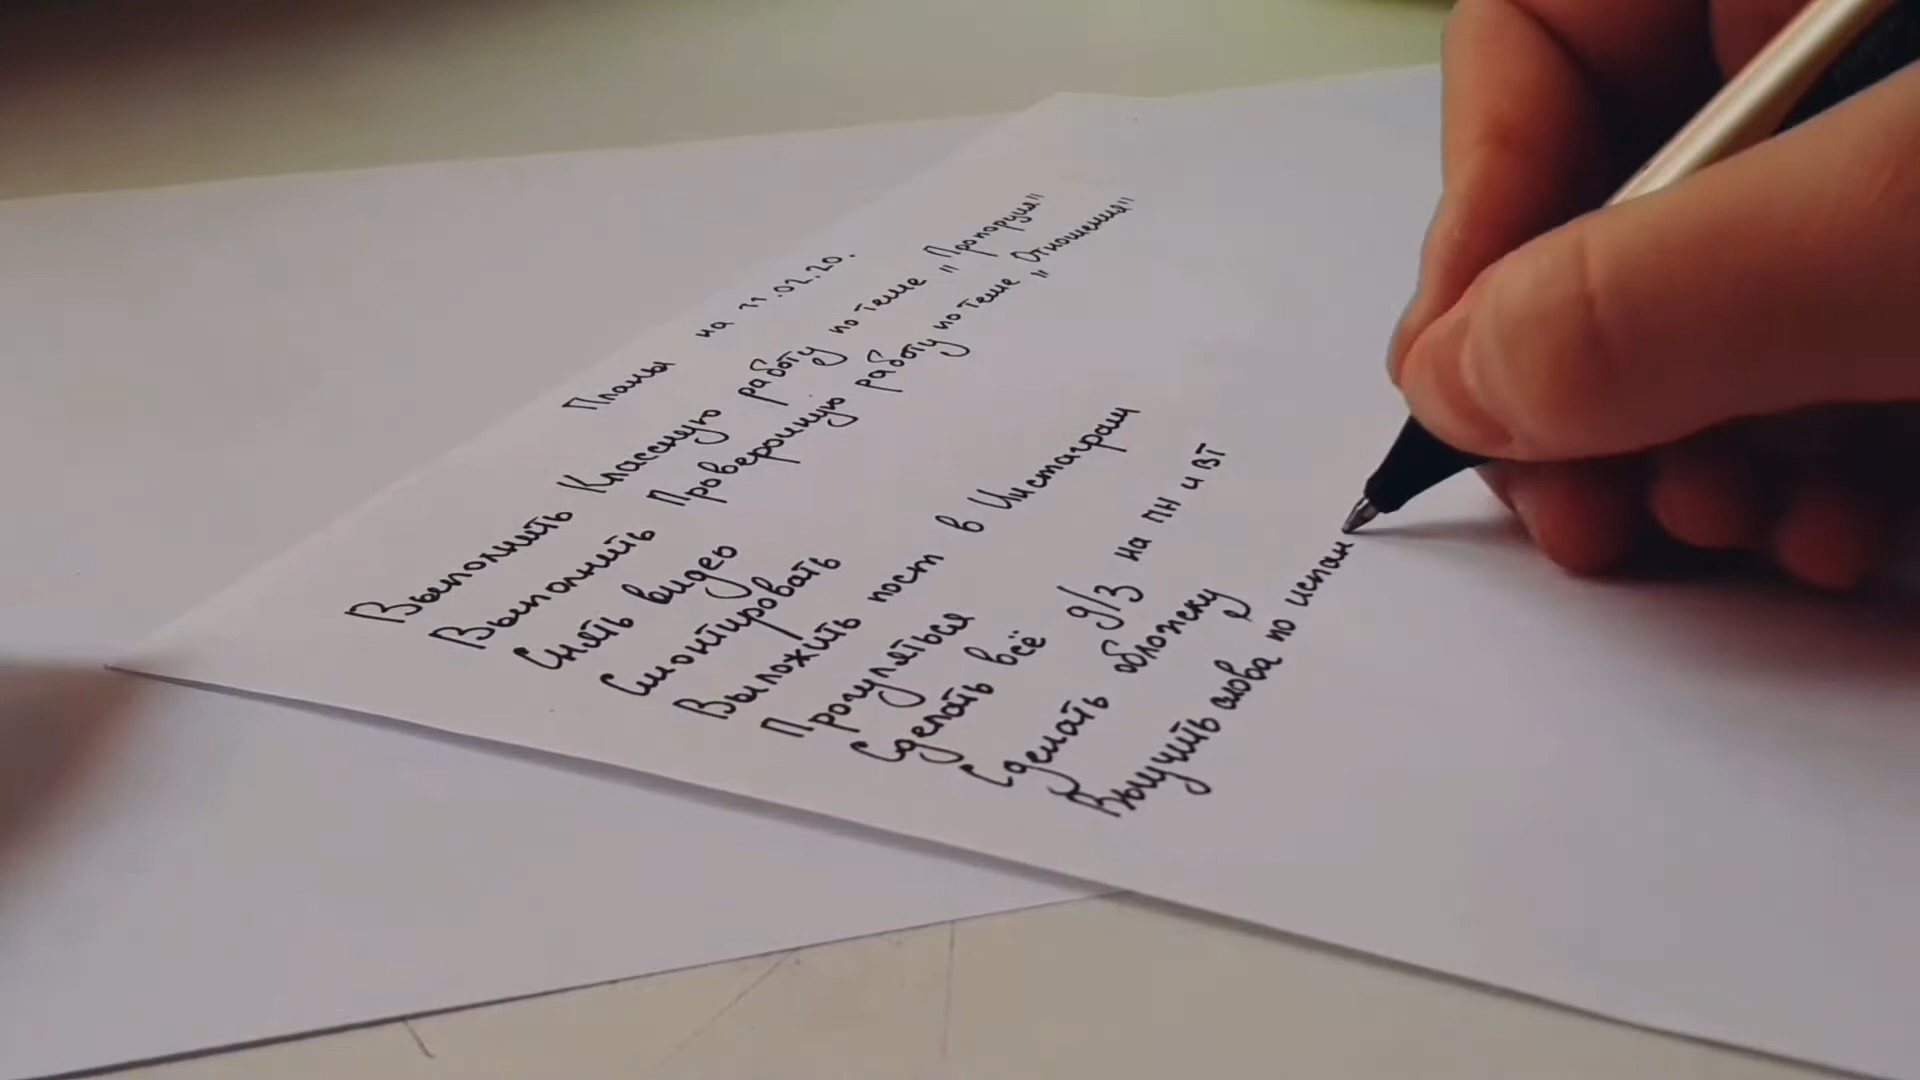 Планы на 11.02.20.
Выполнить Классную работу по теме „Пропорции"
Выполнить Проверочную работу по теме „Отношения"
Снять видео
Смонтировать
Выложить пост в Инстаграм
Прогуляться
Сделать всё д/з на пн и вт
Сделать обложку
Выучить слова по испан